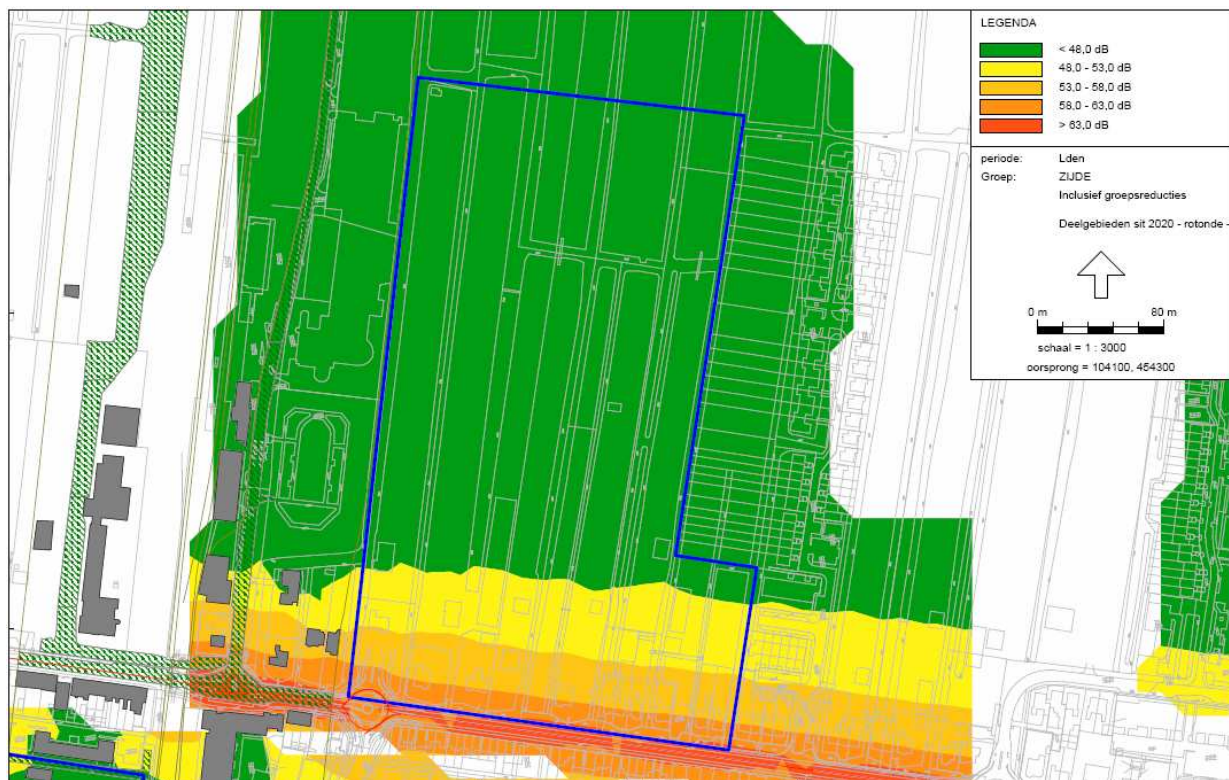 LEGENDA
< 48,0 dB
48,0 - 53,0 dB
53,0 - 58,0 dB
58,0 - 63,0 dB
> 63,0 dB
periode: Lden
Groep: ZIJDE
Inclusief groepsreducties
Deelgebieden sit 2020 - rotonde -
0 m 80 m
schaal = 1 : 3000
oorsprong = 104100, 454300